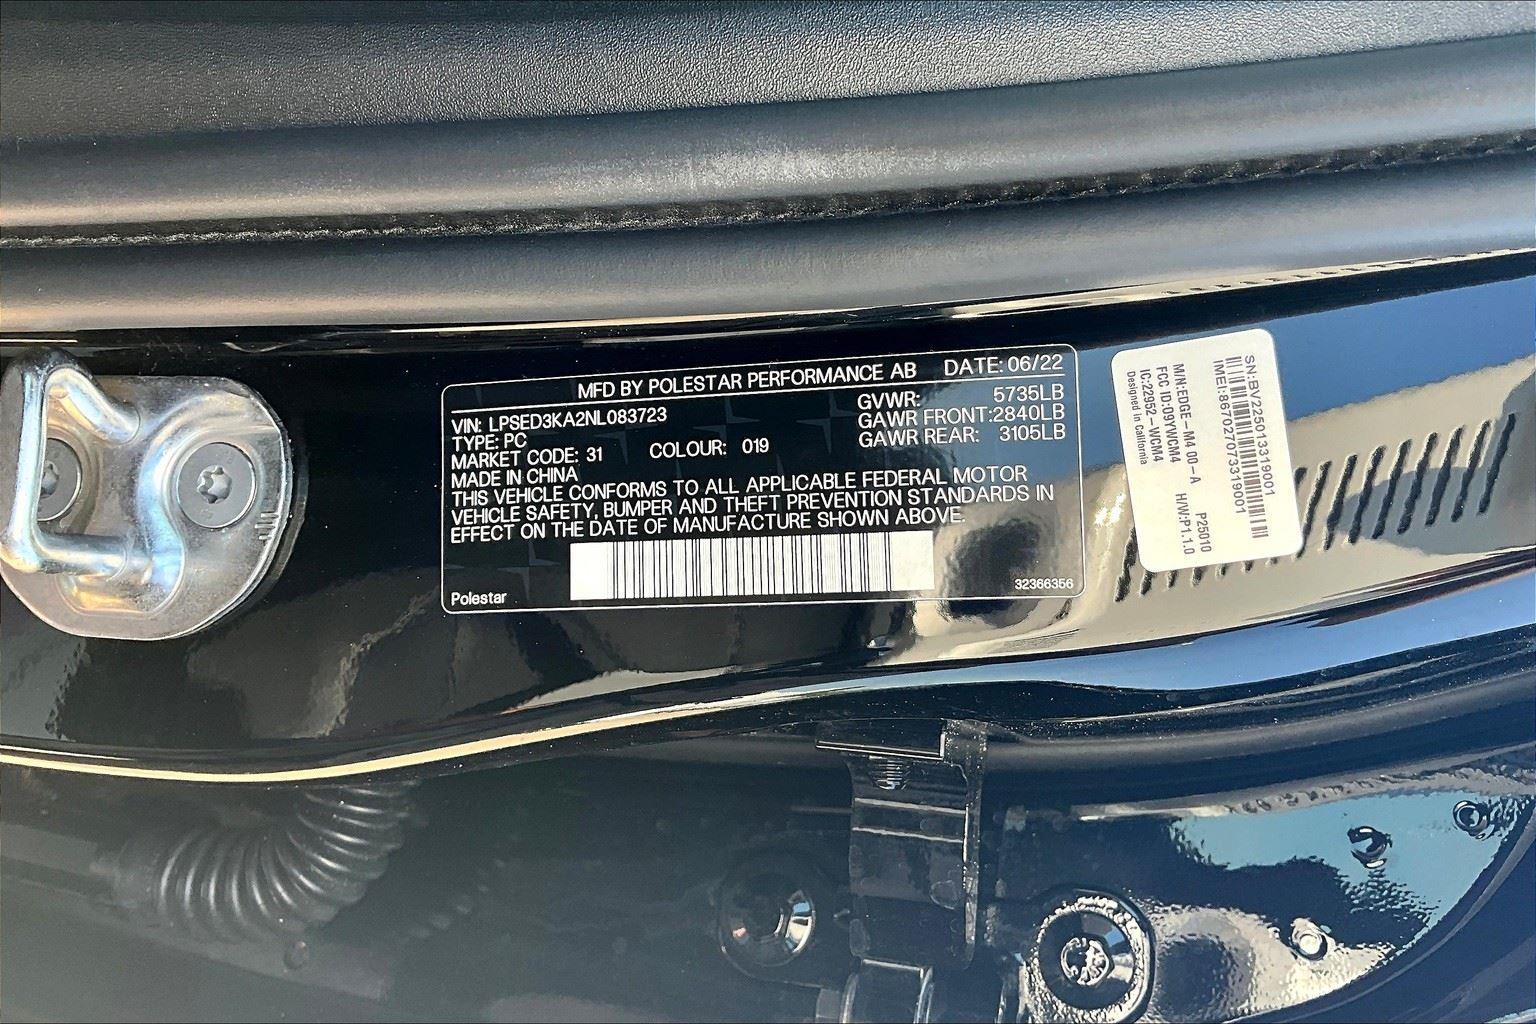 MFD BY POLESTAR PERFORMANCE AB DATE: 06/22
VIN: LPSED3KA2NL083723 GVWR: 5735LB
TYPE: PC GAWR FRONT:2840LB
MARKET CODE: 31 COLOUR: 019 GAWR REAR: 3105LB
MADE IN CHINA
THIS VEHICLE CONFORMS TO ALL APPLICABLE FEDERAL MOTOR
VEHICLE SAFETY, BUMPER AND THEFT PREVENTION STANDARDS IN
EFFECT ON THE DATE OF MANUFACTURE SHOWN ABOVE.
Polestar 32366356
SN:BV225013319001
IMEI:867027073319001
M/N:EDGE-M4 00-A P25010
FCC ID:09YWCM4 H/W:P1.1.0
IC:22952-WCM4
Designed in California